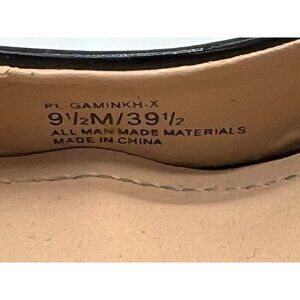 PL-GAMINKH-X
9½M/39½
ALL MAN MADE MATERIALS
MADE IN CHINA